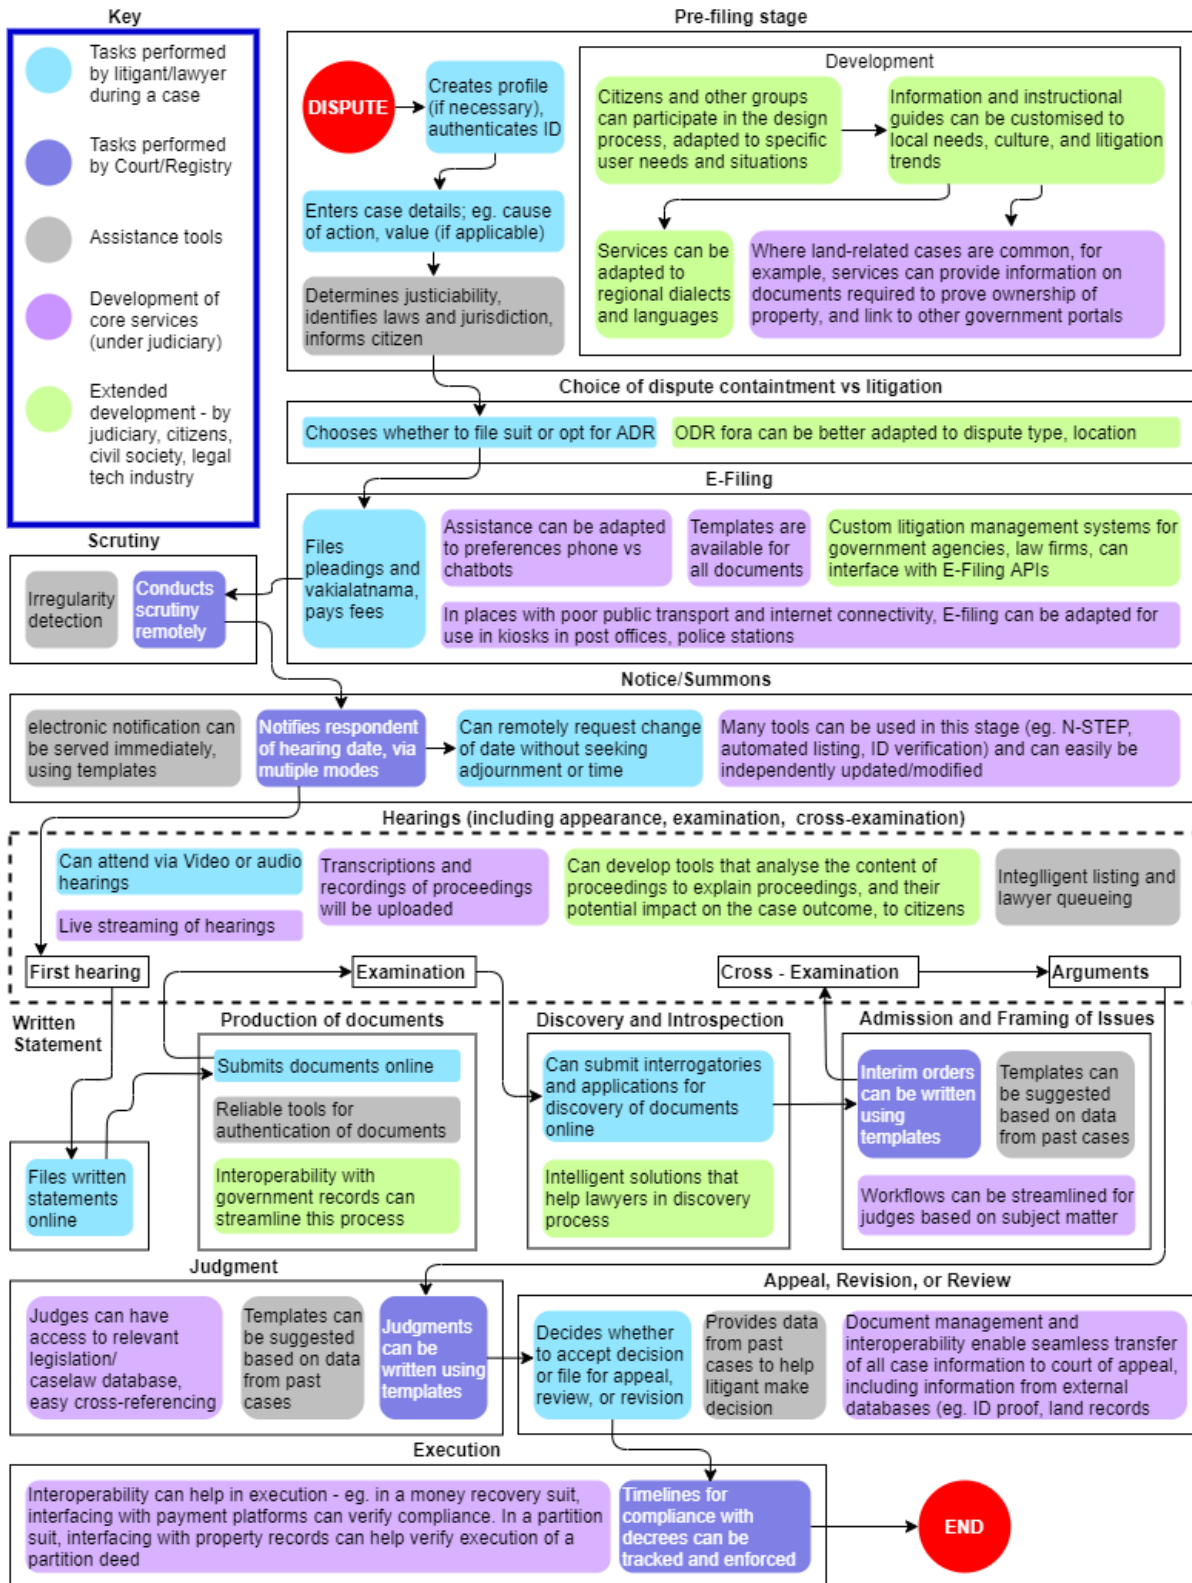 Key
Tasks performed
by litigant/lawyer
during a case
Tasks performed
by Court/Registry
Assistance tools
Development of
core services
(under judiciary)
Extended
development - by
judiciary, citizens,
civil society, legal
tech industry
Pre-filing stage
DISPUTE
Creates profile
(if necessary),
authenticates ID
Enters case details; eg. cause
of action, value (if applicable)
Determines justiciability,
identifies laws and jurisdiction,
informs citizen
Development
Citizens and other groups
can participate in the design
process, adapted to specific
user needs and situations
Information and instructional
guides can be customised to
local needs, culture, and litigation
trends
Services can be
adapted to
regional dialects
and languages
Where land-related cases are common, for
example, services can provide information on
documents required to prove ownership of
property, and link to other government portals
Choice of dispute containtment vs litigation
Chooses whether to file suit or opt for ADR
ODR fora can be better adapted to dispute type, location
E-Filing
Files
pleadings and
vakialatnama,
pays fees
Assistance can be adapted
to preferences phone vs
chatbots
Templates are
available for
all documents
Custom litigation management systems for
government agencies, law firms, can
interface with E-Filing APIs
In places with poor public transport and internet connectivity, E-filing can be adapted for
use in kiosks in post offices, police stations
Scrutiny
Irregularity
detection
Conducts
scrutiny
remotely
Notice/Summons
electronic notification can
be served immediately,
using templates
Notifies respondent
of hearing date, via
mutiple modes
Can remotely request change
of date without seeking
adjournment or time
Many tools can be used in this stage (eg. N-STEP,
automated listing, ID verification) and can easily be
independently updated/modified
Hearings (including appearance, examination, cross-examination)
Can attend via Video or audio
hearings
Live streaming of hearings
Transcriptions and
recordings of proceedings
will be uploaded
Can develop tools that analyse the content of
proceedings to explain proceedings, and their
potential impact on the case outcome, to citizens
Integlligent listing and
lawyer queueing
First hearing
Examination
Cross - Examination
Arguments
Written
Statement
Files written
statements
online
Production of documents
Submits documents online
Reliable tools for
authentication of documents
Interoperability with
government records can
streamline this process
Discovery and Introspection
Can submit interrogatories
and applications for
discovery of documents
online
Intelligent solutions that
help lawyers in discovery
process
Admission and Framing of Issues
Interim orders
can be written
using
templates
Templates can
be suggested
based on data
from past cases
Workflows can be streamlined for
judges based on subject matter
Judgment
Judges can have
access to relevant
legislation/
caselaw database,
easy cross-referencing
Templates can
be suggested
based on data
from past
cases
Judgments
can be
written using
templates
Appeal, Revision, or Review
Decides whether
to accept decision
or file for appeal,
review, or revision
Provides data
from past
cases to help
litigant make
decision
Document management and
interoperability enable seamless transfer
of all case information to court of appeal,
including information from external
databases (eg. ID proof, land records
Execution
Interoperability can help in execution - eg. in a money recovery suit,
interfacing with payment platforms can verify compliance. In a partition
suit, interfacing with property records can help verify execution of a
partition deed
Timelines for
compliance with
decrees can be
tracked and enforced
END